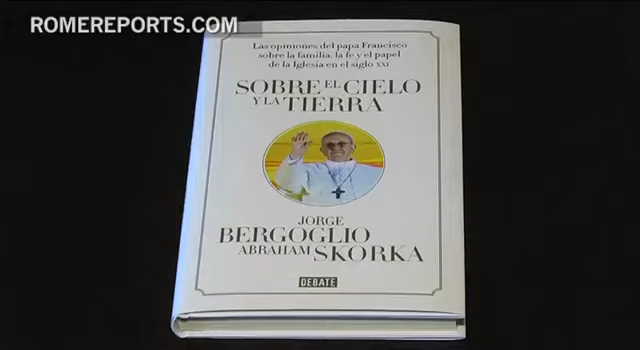 ROMEREPORTS.COM
Las opiniones del papa Francisco
sobre la familia, la fe y el papel
de la Iglesia en el siglo XXI
SOBRE EL CIELO
Y LA TIERRA
JORGE
BERGOGLIO
ABRAHAM SKORKA
DEBATE